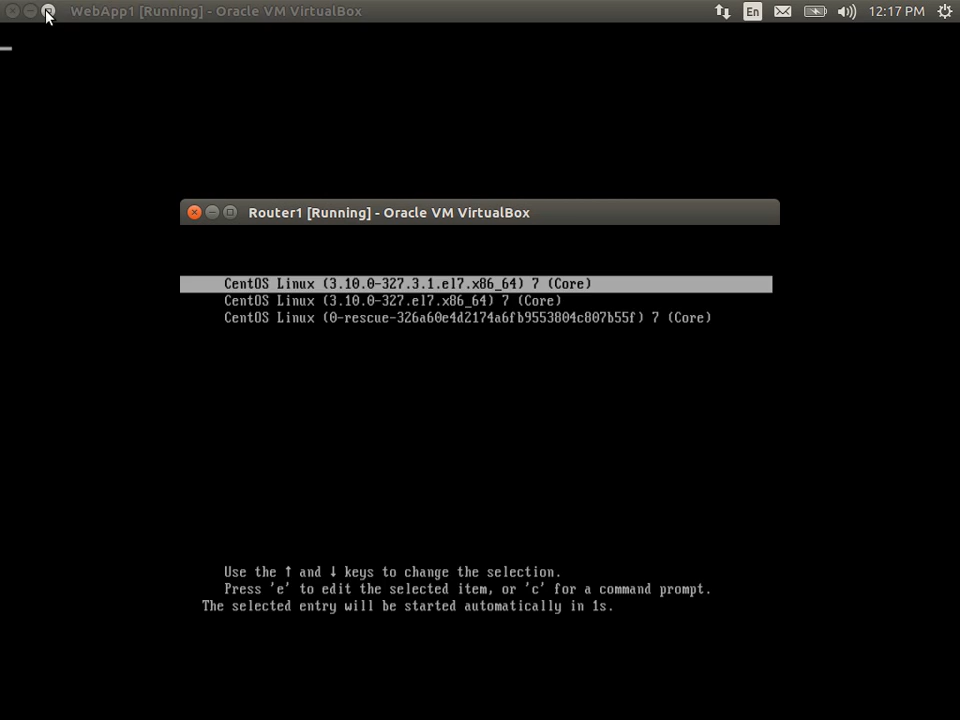 WebApp1 [Running] - Oracle VM VirtualBox
En
12:17 PM
Router1 [Running] - Oracle VM VirtualBox
CentOS Linux (3.10.0-327.3.1.el7.x86_64) 7 (Core)
CentOS Linux (3.10.0-327.el7.x86_64) 7 (Core)
CentOS Linux (0-rescue-326a60e4d2174a6fb9553804c807b55f) 7 (Core)
Use the ↑ and ↓ keys to change the selection.
Press 'e' to edit the selected item, or 'c' for a command prompt.
The selected entry will be started automatically in 1s.